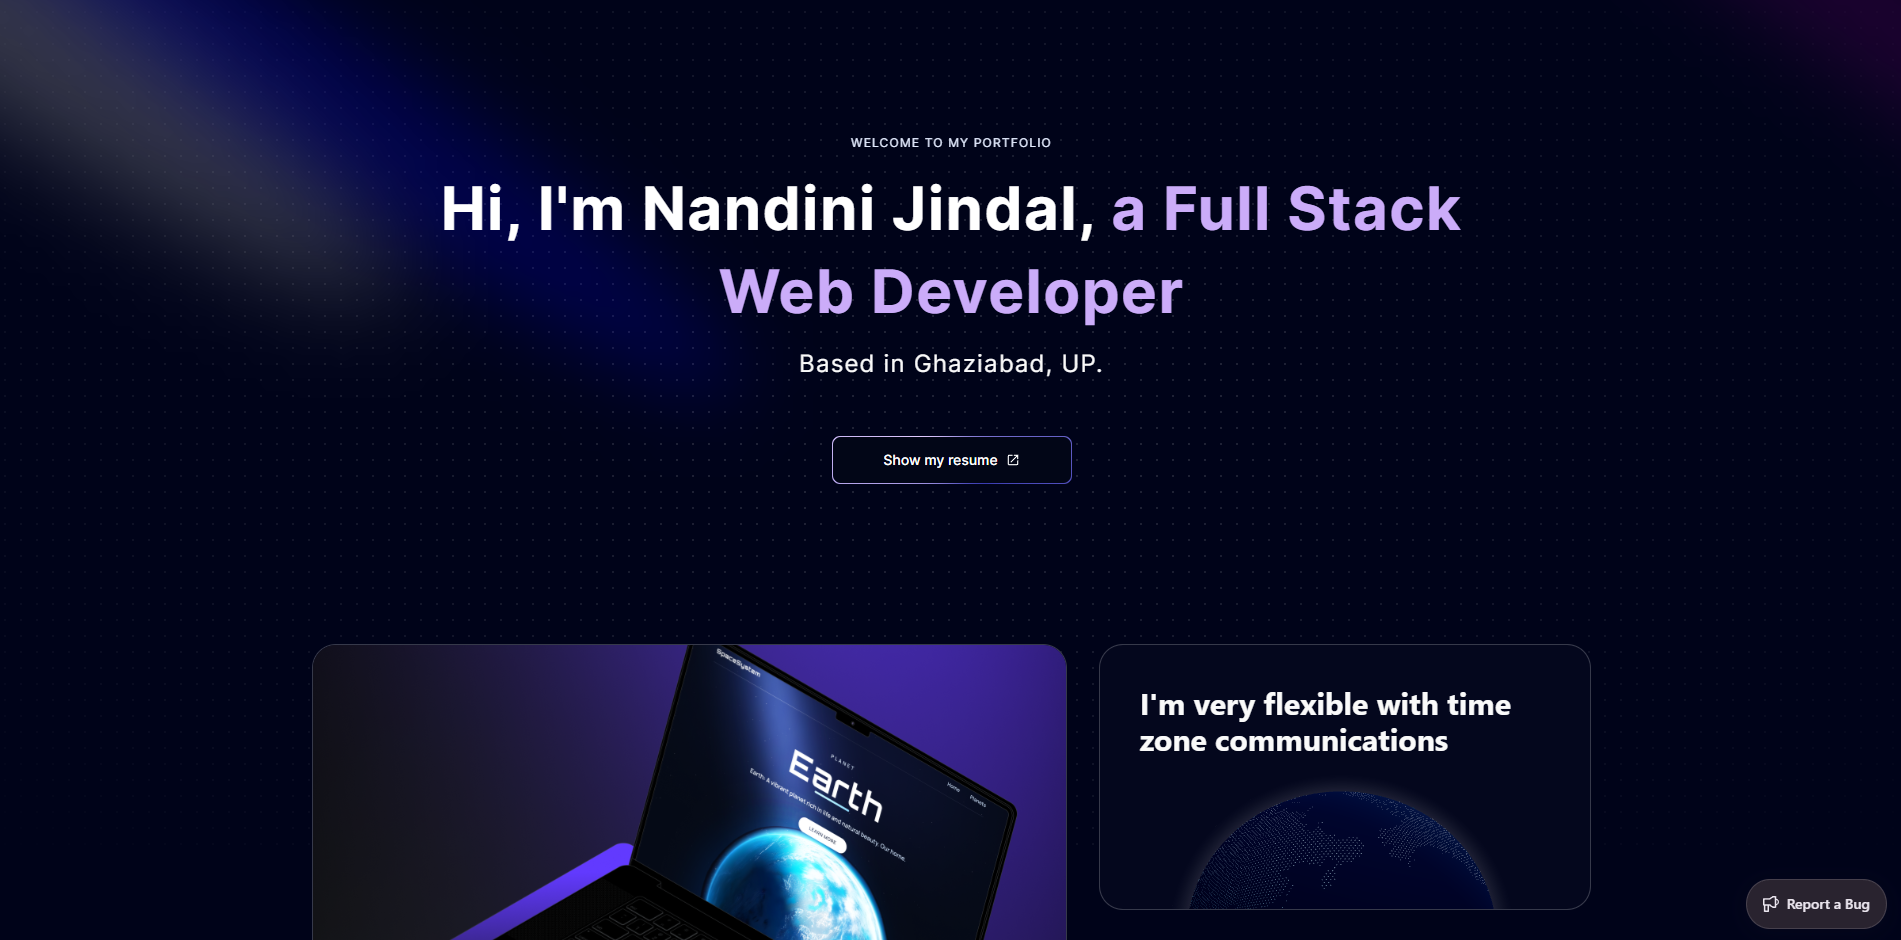 WELCOME TO MY PORTFOLIO
Hi, I'm Nandini Jindal, a Full Stack
Web Developer
Based in Ghaziabad, UP.
Show my resume
SpaceSystem
Home
Planets
PLANET
Earth
Earth: A vibrant planet rich in life and natural beauty. Our home.
LEARN MORE
I'm very flexible with time
zone communications
Report a Bug